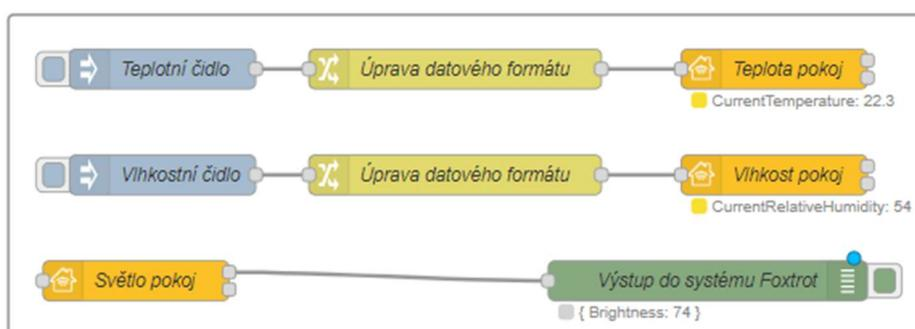 Teplotní čidlo
Úprava datového formátu
Teplota pokoj
CurrentTemperature: 22.3
Vlhkostní čidlo
Úprava datového formátu
Vlhkost pokoj
CurrentRelativeHumidity: 54
Světlo pokoj
Výstup do systému Foxtrot
{ Brightness: 74 }